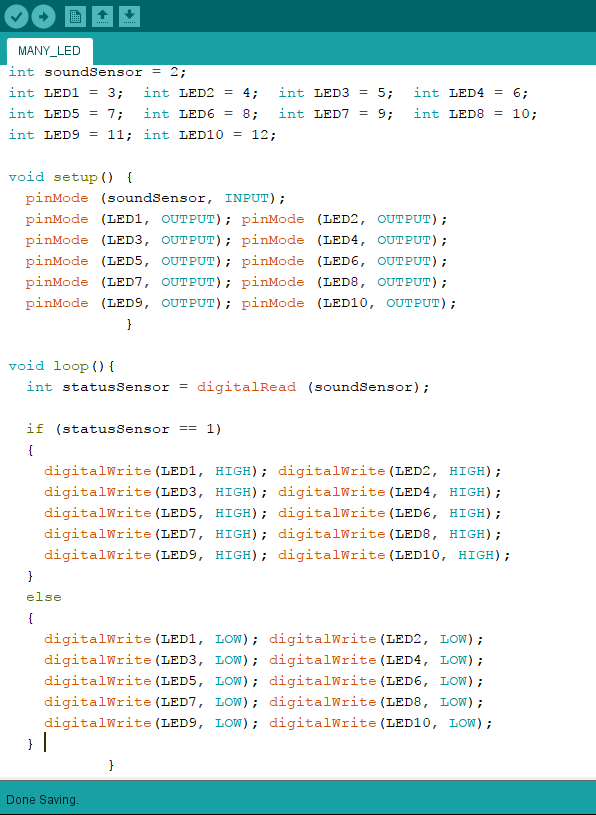 MANY_LED
int soundSensor = 2;
int LED1 = 3;  int LED2 = 4;  int LED3 = 5;  int LED4 = 6;
int LED5 = 7;  int LED6 = 8;  int LED7 = 9;  int LED8 = 10;
int LED9 = 11; int LED10 = 12;

void setup() {
  pinMode (soundSensor, INPUT);
  pinMode (LED1, OUTPUT); pinMode (LED2, OUTPUT);
  pinMode (LED3, OUTPUT); pinMode (LED4, OUTPUT);
  pinMode (LED5, OUTPUT); pinMode (LED6, OUTPUT);
  pinMode (LED7, OUTPUT); pinMode (LED8, OUTPUT);
  pinMode (LED9, OUTPUT); pinMode (LED10, OUTPUT);
             }

void loop(){
  int statusSensor = digitalRead (soundSensor);

  if (statusSensor == 1)
  {
    digitalWrite(LED1, HIGH); digitalWrite(LED2, HIGH);
    digitalWrite(LED3, HIGH); digitalWrite(LED4, HIGH);
    digitalWrite(LED5, HIGH); digitalWrite(LED6, HIGH);
    digitalWrite(LED7, HIGH); digitalWrite(LED8, HIGH);
    digitalWrite(LED9, HIGH); digitalWrite(LED10, HIGH);
  }
  else
  {
    digitalWrite(LED1, LOW); digitalWrite(LED2, LOW);
    digitalWrite(LED3, LOW); digitalWrite(LED4, LOW);
    digitalWrite(LED5, LOW); digitalWrite(LED6, LOW);
    digitalWrite(LED7, LOW); digitalWrite(LED8, LOW);
    digitalWrite(LED9, LOW); digitalWrite(LED10, LOW);
  }
           }
Done Saving.